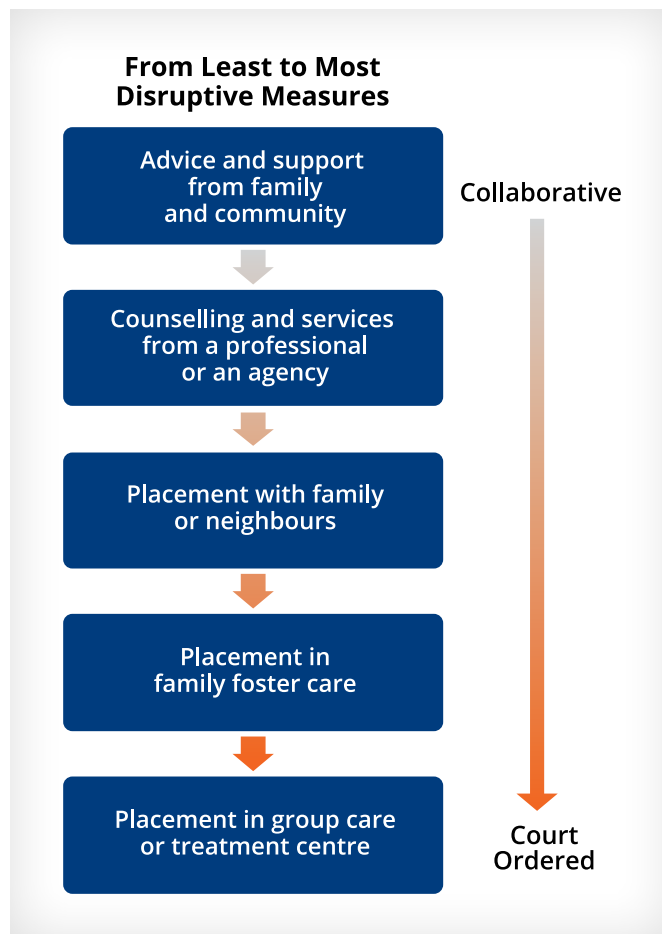 From Least to Most
Disruptive Measures
Advice and support
from family
and community
Collaborative
Counselling and services
from a professional
or an agency
Placement with family
or neighbours
Placement in
family foster care
Placement in group care
or treatment centre
Court
Ordered